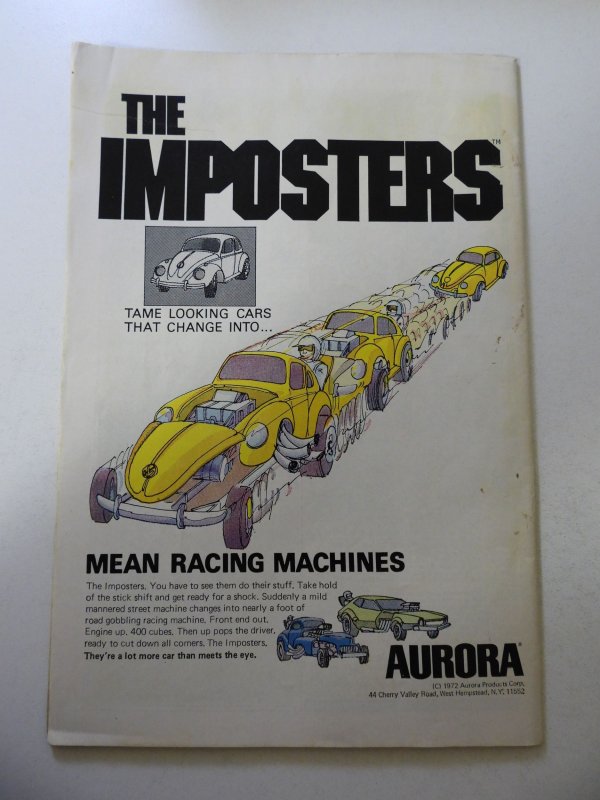 THE
IMPOSTERS™
TAME LOOKING CARS
THAT CHANGE INTO...
MEAN RACING MACHINES
The Imposters. You have to see them do their stuff. Take hold
of the stick shift and get ready for a shock. Suddenly a mild
mannered street machine changes into nearly a foot of
road gobbling racing machine. Front end out.
Engine up. 400 cubes. Then up pops the driver,
ready to cut down all corners. The Imposters.
They're a lot more car than meets the eye.
AURORA®
(C) 1972 Aurora Products Corp.
44 Cherry Valley Road, West Hempstead, N.Y. 11552